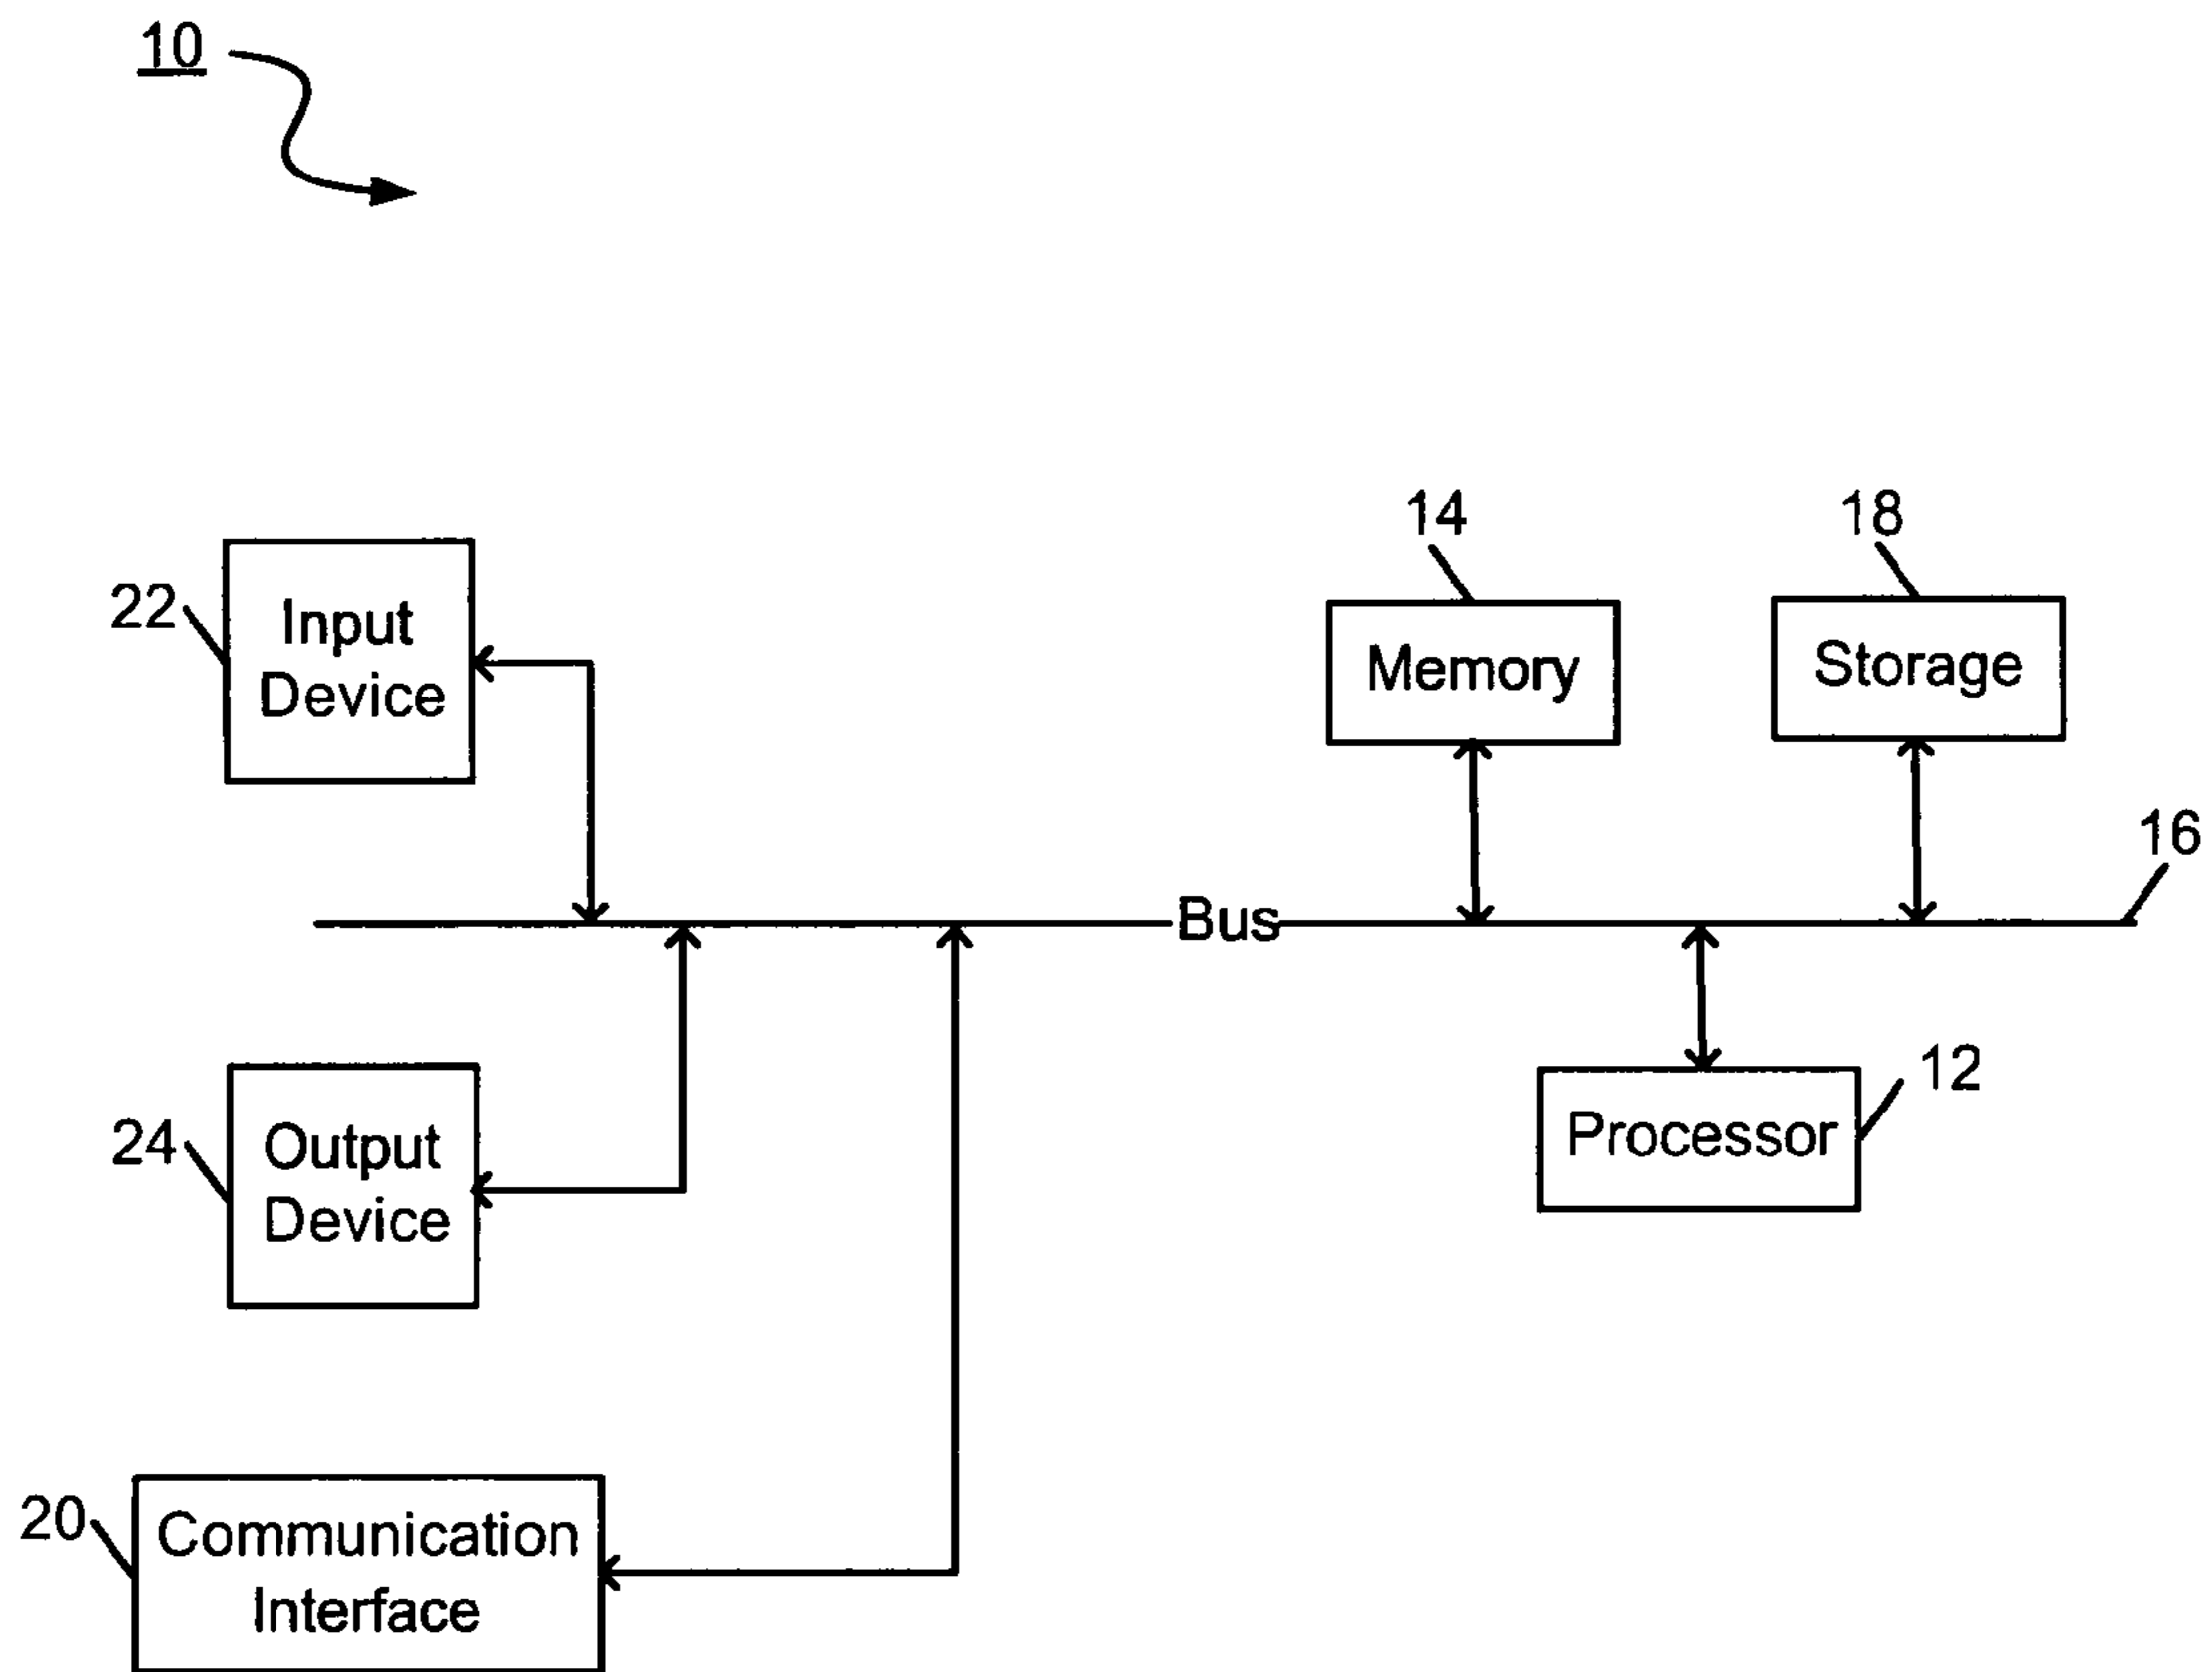 10
14
18
22
Input
Device
Memory
Storage
16
Bus
12
Processor
24
Output
Device
20
Communication
Interface